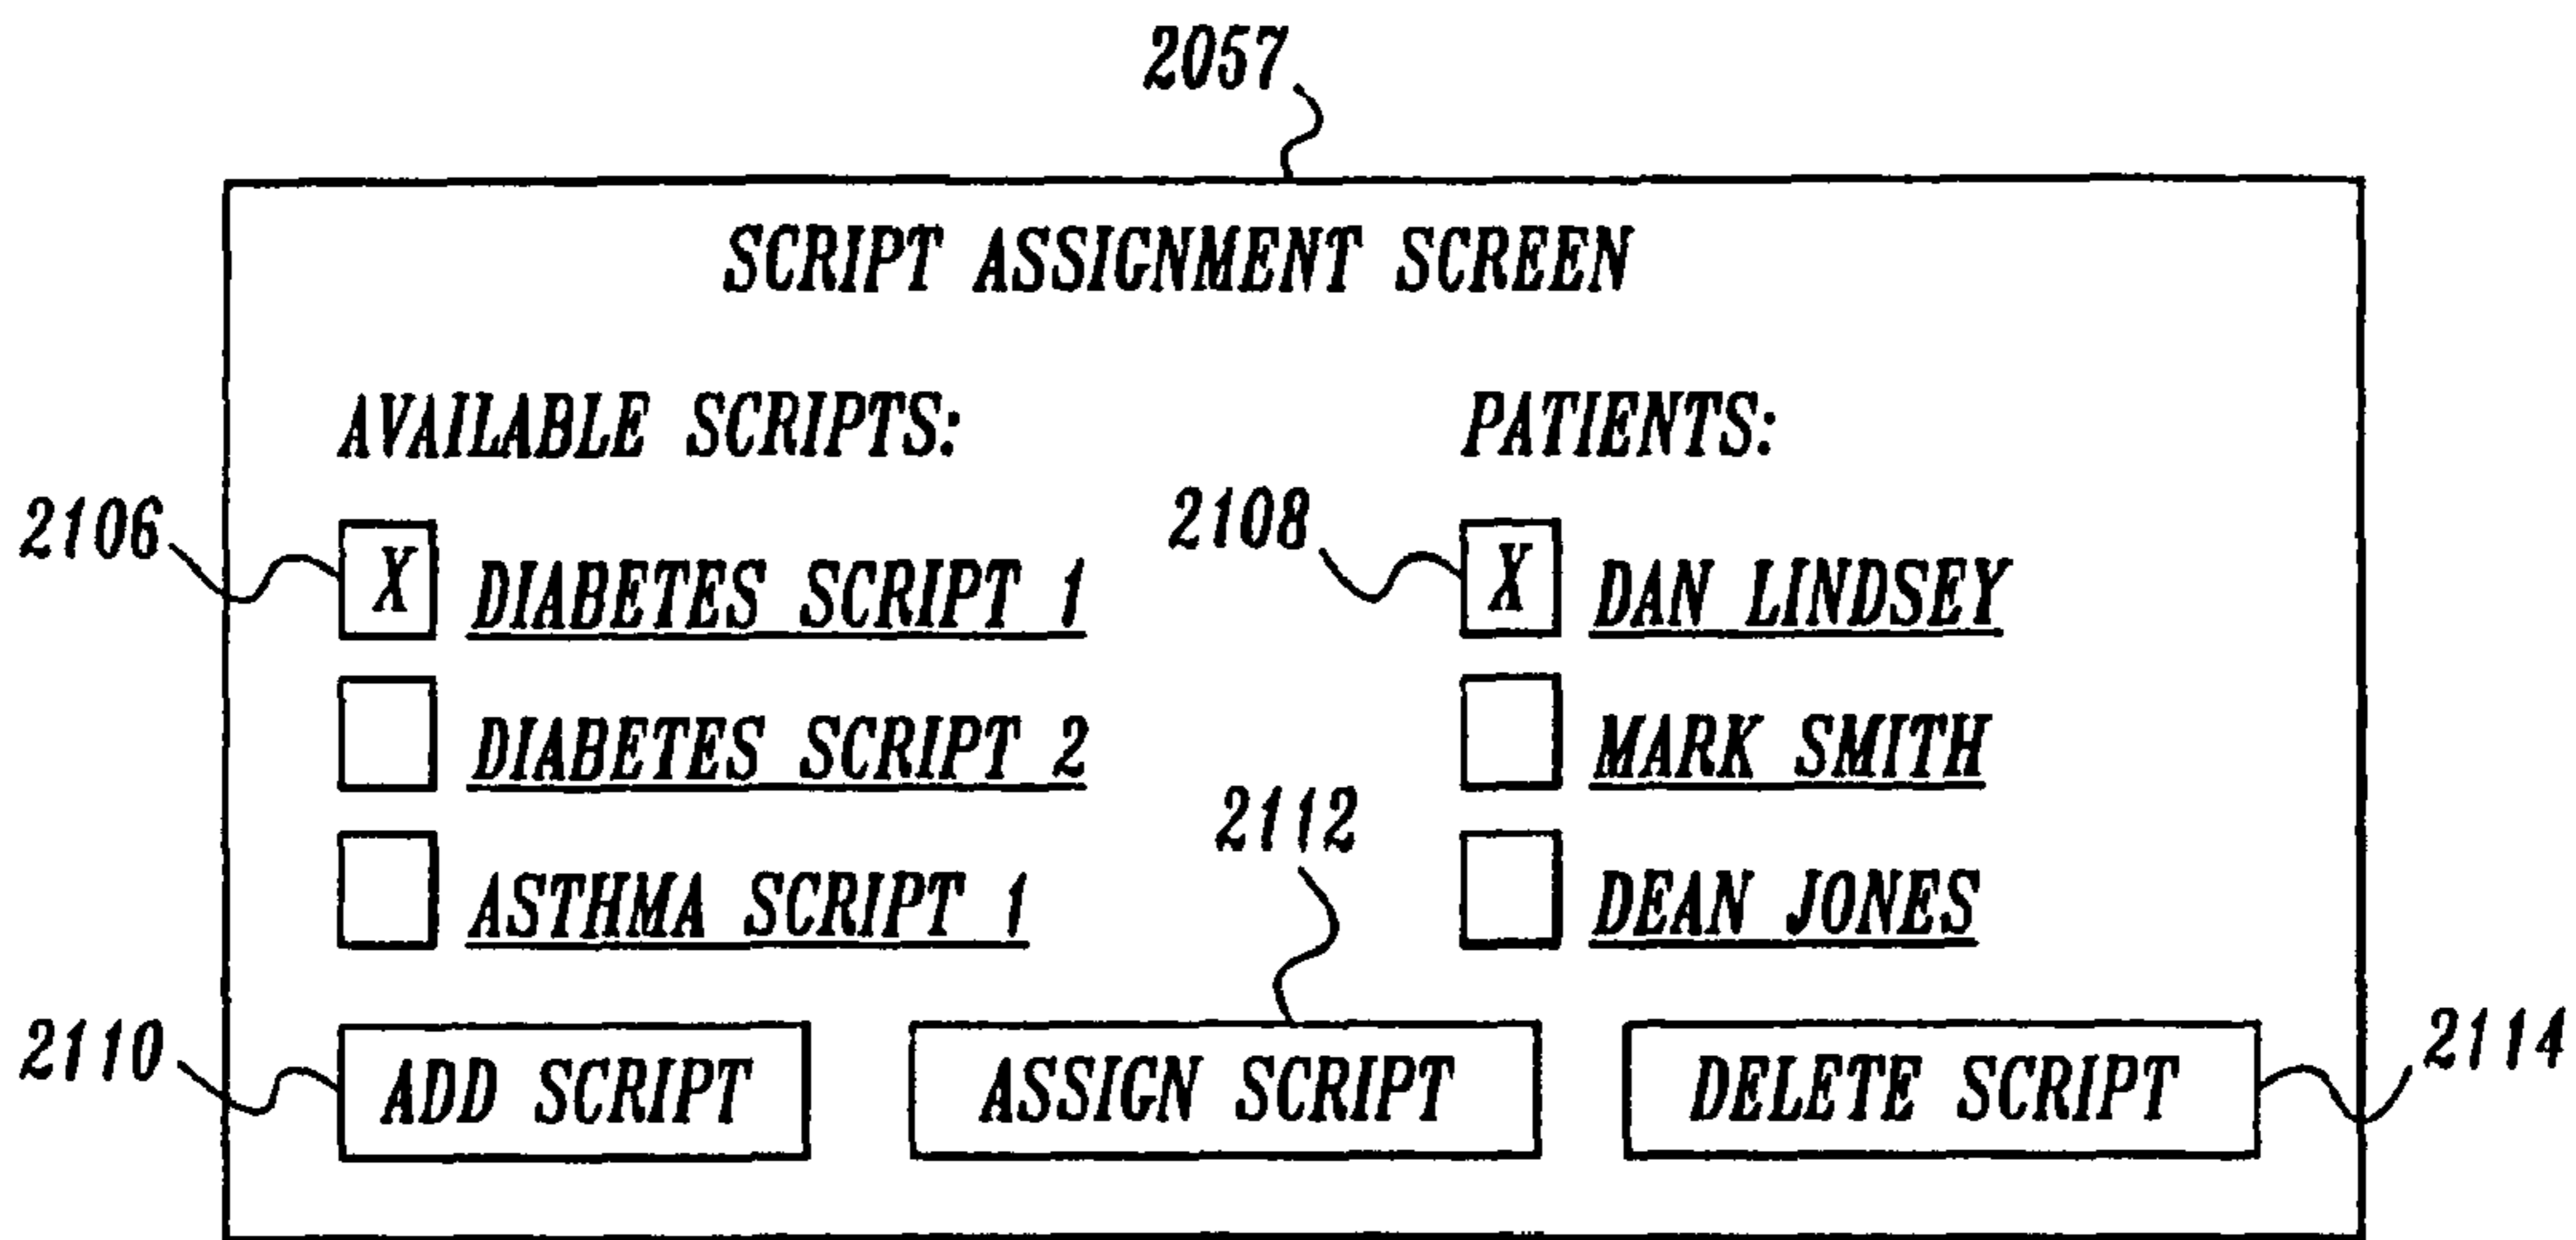 2057
SCRIPT ASSIGNMENT SCREEN
AVAILABLE SCRIPTS:
PATIENTS:
2106
X DIABETES SCRIPT 1
2108
X DAN LINDSEY
DIABETES SCRIPT 2
MARK SMITH
2112
ASTHMA SCRIPT 1
DEAN JONES
2110
ADD SCRIPT
ASSIGN SCRIPT
DELETE SCRIPT
2114